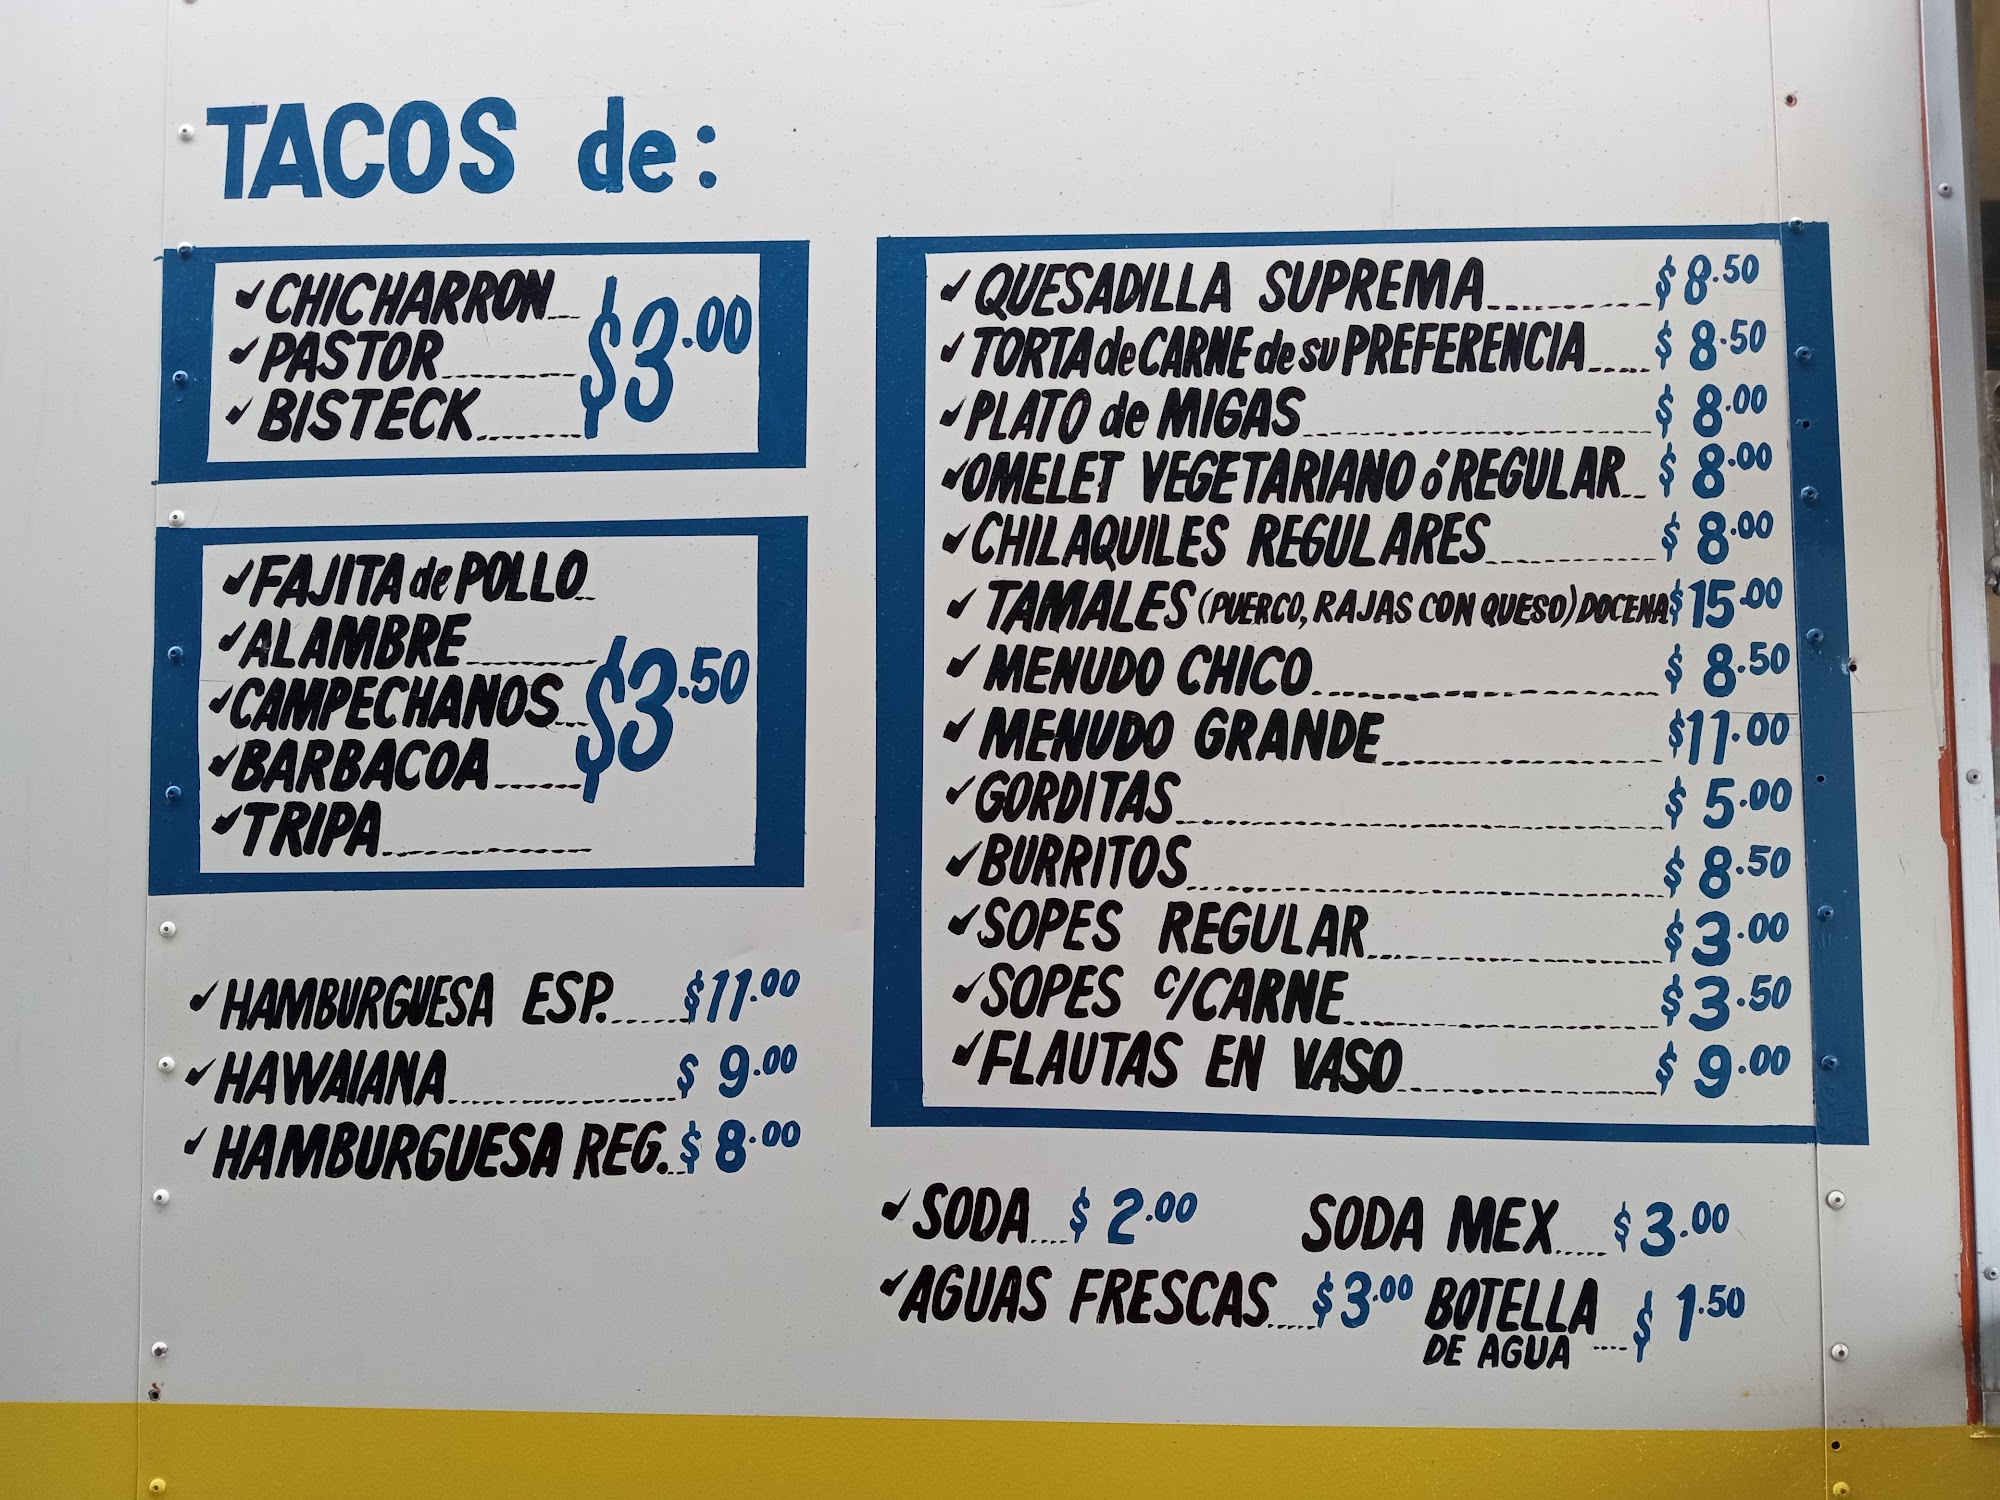 TACOS de:
✓CHICHARRON
✓PASTOR
✓BISTECK
$3.00
✓FAJITA de POLLO
✓ALAMBRE
✓CAMPECHANOS
✓BARBACOA
✓TRIPA
$3.50
✓HAMBURGUESA ESP. $11.00
✓HAWAIANA $9.00
✓HAMBURGUESA REG. $8.00
✓QUESADILLA SUPREMA $8.50
✓TORTA de CARNE de su PREFERENCIA $8.50
✓PLATO de MIGAS $8.00
✓OMELET VEGETARIANO ó REGULAR $8.00
✓CHILAQUILES REGULARES $8.00
✓TAMALES (PUERCO, RAJAS CON QUESO) DOCENA $15.00
✓MENUDO CHICO $8.50
✓MENUDO GRANDE $11.00
✓GORDITAS $5.00
✓BURRITOS $8.50
✓SOPES REGULAR $3.00
✓SOPES c/CARNE $3.50
✓FLAUTAS EN VASO $9.00
✓SODA $2.00 SODA MEX $3.00
✓AGUAS FRESCAS $3.00 BOTELLA
DE AGUA $1.50